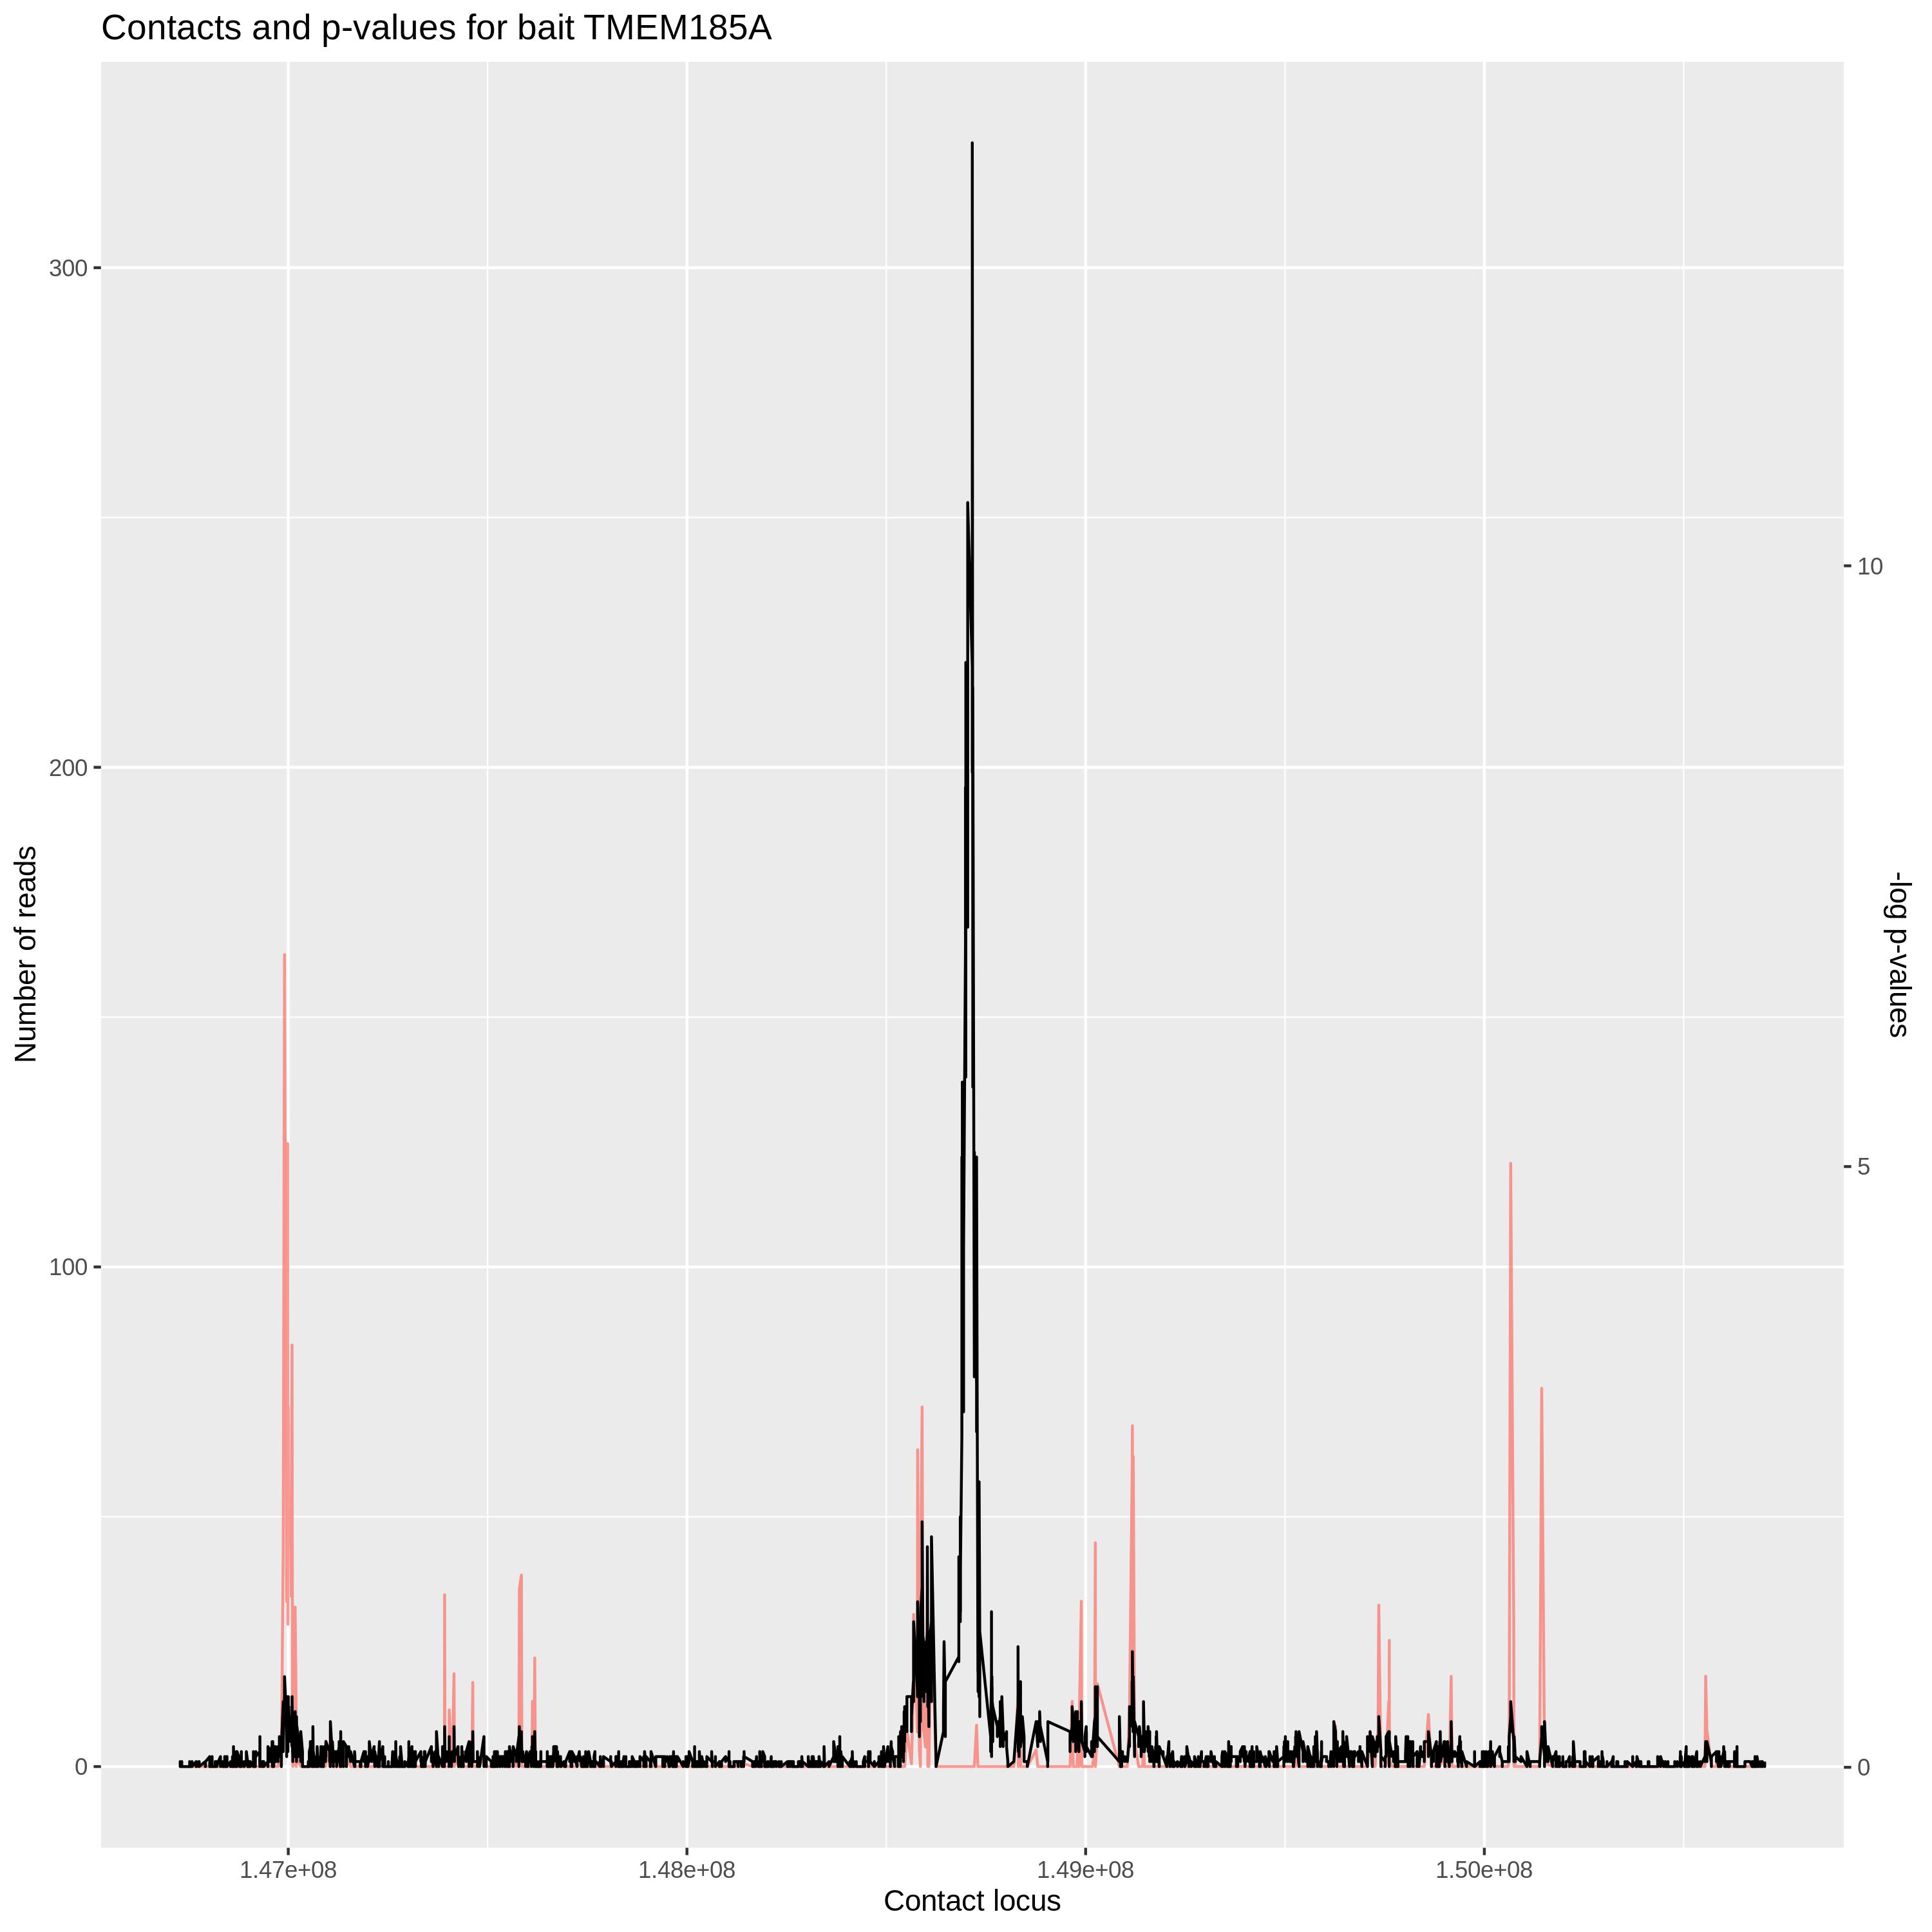 Contacts and p-values for bait TMEM185A
300
200
100
0
Number of reads
10
5
0
-log p-values
1.47e+08
1.48e+08
1.49e+08
1.50e+08
Contact locus